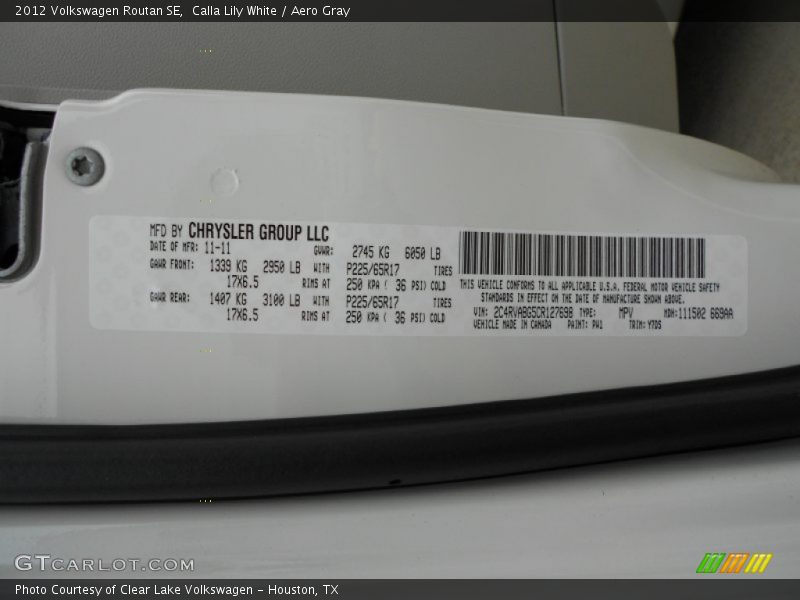 2012 Volkswagen Routan SE,  Calla Lily White / Aero Gray
MFD BY CHRYSLER GROUP LLC
DATE OF MFR: 11-11 GVWR: 2745 KG 6050 LB
GAWR FRONT: 1339 KG 2950 LB WITH P225/65R17 TIRES
17X6.5 RIMS AT 250 KPA ( 36 PSI) COLD
GAWR REAR: 1407 KG 3100 LB WITH P225/65R17 TIRES
17X6.5 RIMS AT 250 KPA ( 36 PSI) COLD
THIS VEHICLE CONFORMS TO ALL APPLICABLE U.S.A. FEDERAL MOTOR VEHICLE SAFETY
STANDARDS IN EFFECT ON THE DATE OF MANUFACTURE SHOWN ABOVE.
VIN: 2C4RVABG5CR127698 TYPE: MPV MDH: 111502 669AA
VEHICLE MADE IN CANADA PAINT: PW1 TRIM: Y7DS
GTCARLOT.COM
Photo Courtesy of Clear Lake Volkswagen – Houston, TX